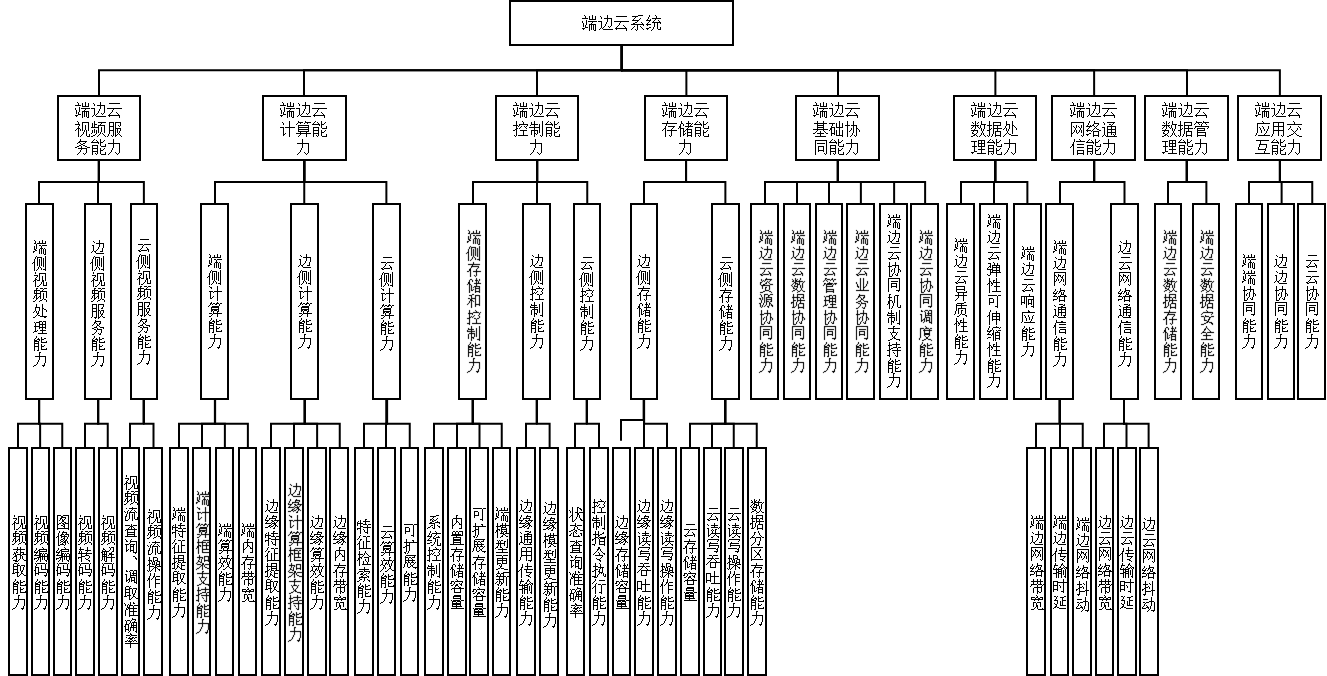 端边云系统
端边云
视频服
务能力
端边云
计算能
力
端边云
控制能
力
端边云
存储能
力
端边云
基础协
同能力
端边云
数据处
理能力
端边云
网络通
信能力
端边云
数据管
理能力
端边云
应用交
互能力
端侧视频处理能力
边侧视频服务能力
云侧视频服务能力
端侧计算能力
边侧计算能力
云侧计算能力
端侧存储和控制能力
边侧控制能力
云侧控制能力
边侧存储能力
云侧存储能力
端边云资源协同能力
端边云数据协同能力
端边云管理协同能力
端边云业务协同能力
端边云协同机制支持能力
端边云协同调度能力
端边云异质性能力
端边云弹性可伸缩性能力
端边云响应能力
端边网络通信能力
边云网络通信能力
端边云数据存储能力
端边云数据安全能力
端端协同能力
边边协同能力
云云协同能力
视频获取能力
视频编码能力
图像编码能力
视频转码能力
视频解码能力
视频流查询、调取准确率
视频流操作能力
端特征提取能力
端计算框架支持能力
端算效能力
端内存带宽
边缘特征提取能力
边缘计算框架支持能力
边缘算效能力
边缘内存带宽
特征检索能力
云算效能力
可扩展能力
系统控制能力
内置存储容量
可扩展存储容量
端模型更新能力
边缘通用传输能力
边缘模型更新能力
状态查询准确率
控制指令执行能力
边缘存储容量
边缘读写吞吐能力
边缘读写操作能力
云存储容量
云读写吞吐能力
云读写操作能力
数据分区存储能力
端边网络带宽
端边传输时延
端边网络抖动
边云网络带宽
边云传输时延
边云网络抖动